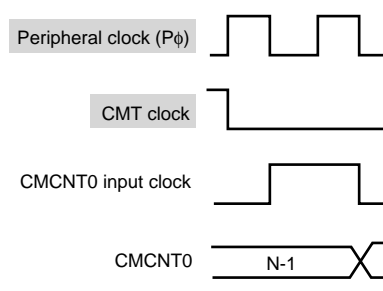 Peripheral clock (Pϕ)
CMT clock
CMCNT0 input clock
CMCNT0
N-1